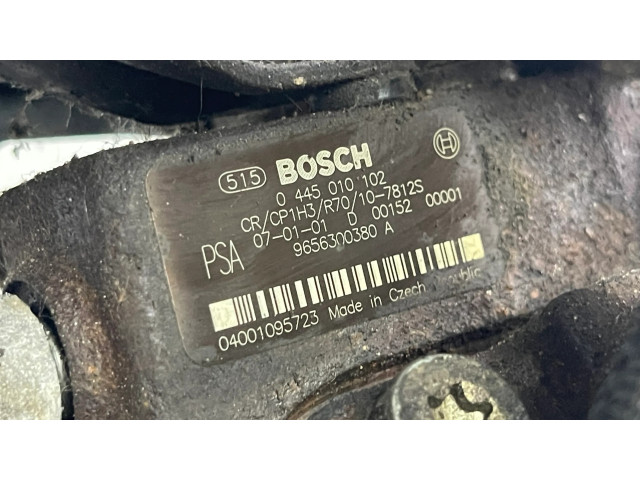 515 BOSCH
0 445 010 102
CR/CP1H3/R70/10-7812S
PSA 07-01-01 D 00152 00001
9656300380 A
04001095723 Made in Czech